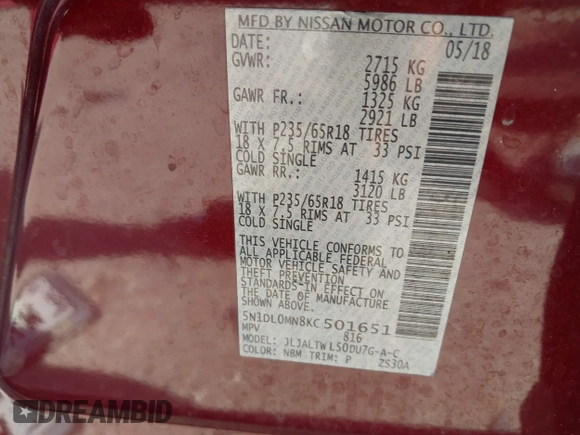 MFD BY NISSAN MOTOR CO., LTD.
DATE: 05/18
GVWR: 2715 KG
5986 LB
GAWR FR.: 1325 KG
2921 LB
WITH P235/65R18 TIRES
18 X 7.5 RIMS AT 33 PSI
COLD SINGLE
GAWR RR.: 1415 KG
3120 LB
WITH P235/65R18 TIRES
18 X 7.5 RIMS AT 33 PSI
COLD SINGLE
THIS VEHICLE CONFORMS TO
ALL APPLICABLE FEDERAL
MOTOR VEHICLE SAFETY AND
THEFT PREVENTION
STANDARDS IN EFFECT ON
THE DATE OF MANUFACTURE
SHOWN ABOVE.
5N1DL0MN8KC501651
MPV 816
MODEL: JLJALTWL50DU7G-A-C
COLOR: NBM TRIM: P ZS30A
DREAMBID